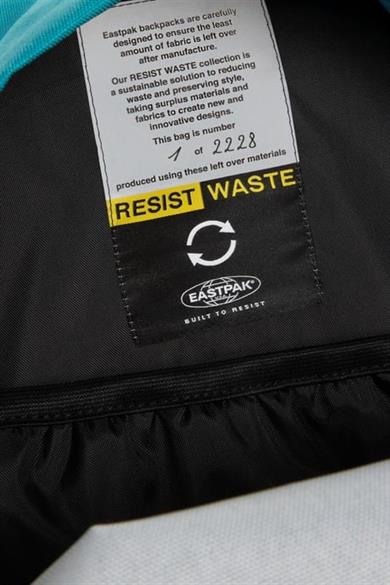 Eastpak backpacks are carefully
designed to ensure the least
amount of fabric is left over
after manufacture.
Our RESIST WASTE collection is
a sustainable solution to reducing
waste and preserving style,
taking surplus materials and
fabrics to create new and
innovative designs.
This bag is number
1 of 2228
produced using these left over materials
RESIST WASTE
EASTPAK®
BUILT TO RESIST